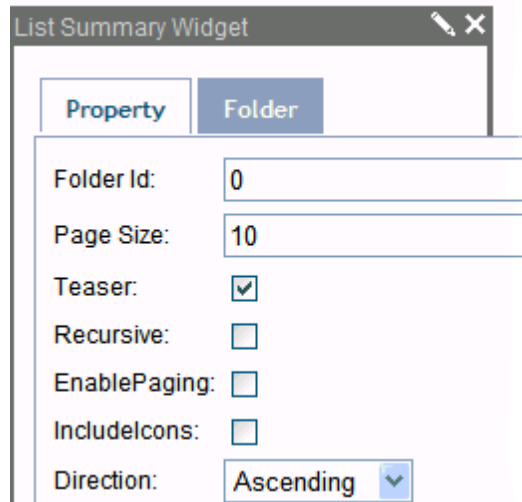 List Summary Widget
Property Folder
Folder Id: 0
Page Size: 10
Teaser:
Recursive:
EnablePaging:
IncludeIcons:
Direction: Ascending